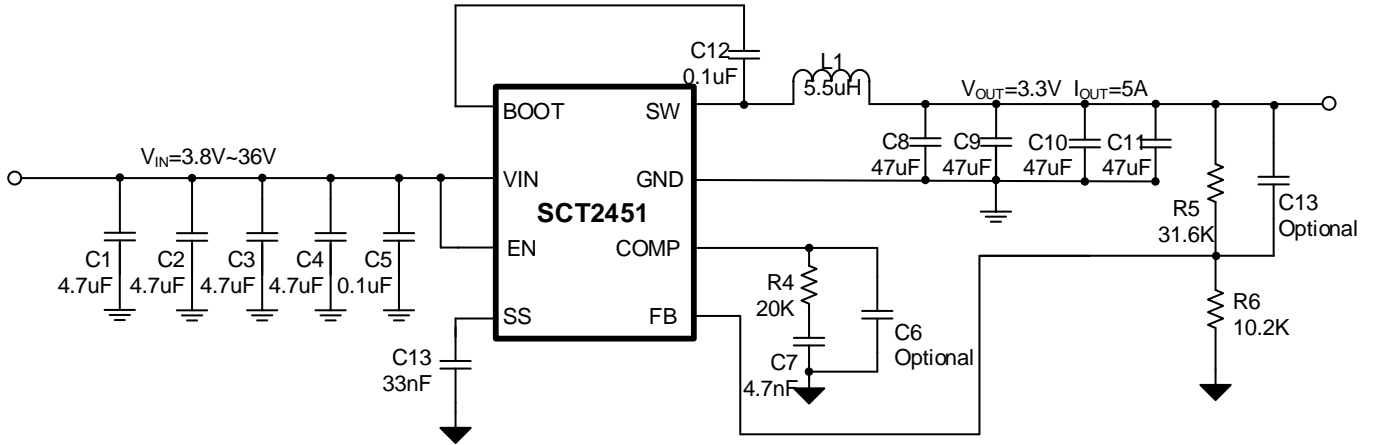 C12
0.1uF
L1
5.5uH
BOOT
SW
VOUT=3.3V IOUT=5A
C8
47uF
C9
47uF
C10
47uF
C11
47uF
VIN=3.8V~36V
VIN
GND
SCT2451
EN
COMP
SS
FB
C1
4.7uF
C2
4.7uF
C3
4.7uF
C4
4.7uF
C5
0.1uF
R5
31.6K
C13
Optional
R4
20K
C6
Optional
R6
10.2K
C13
33nF
C7
4.7nF